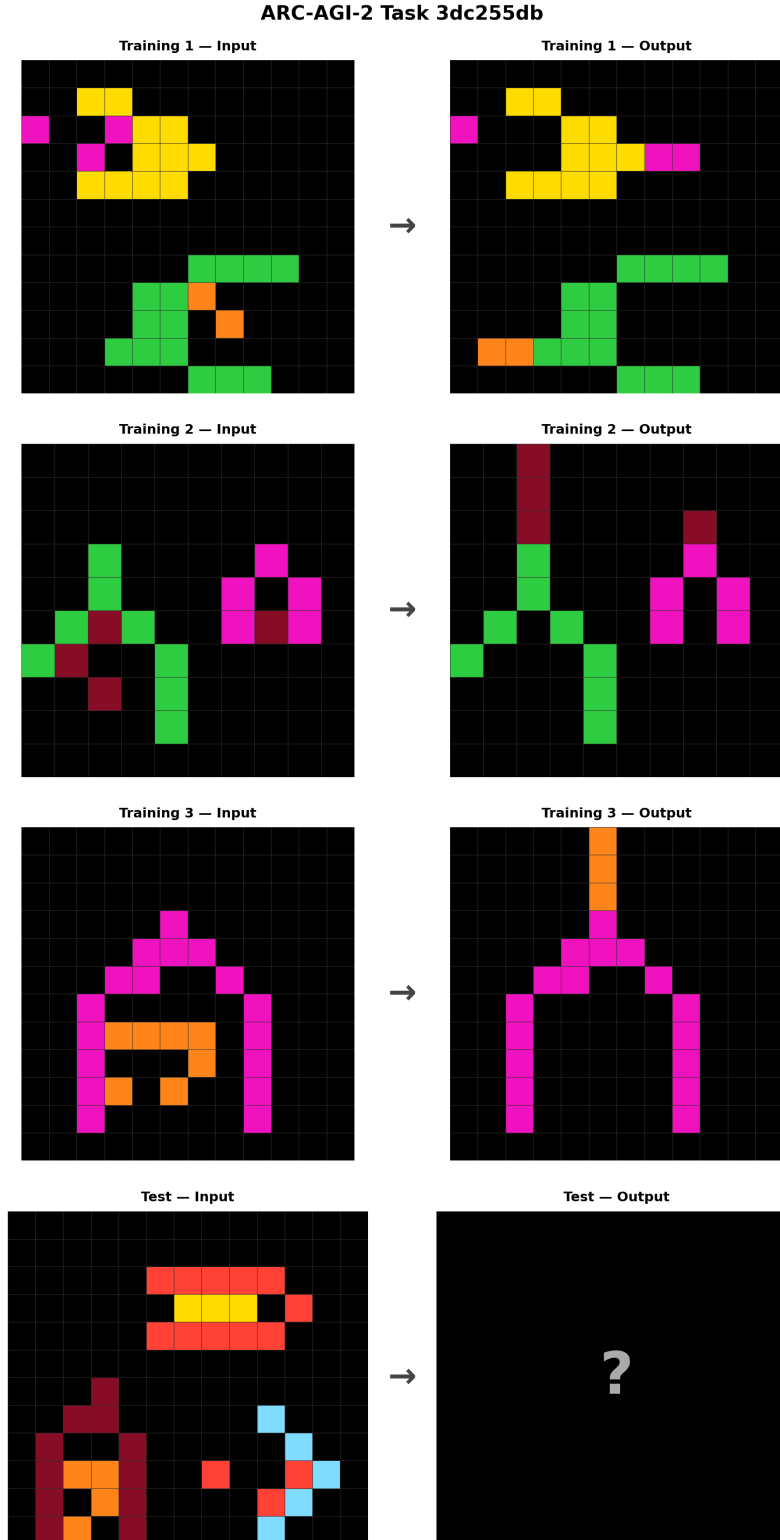 ARC-AGI-2 Task 3dc255db
Training 1 — Input
Training 1 — Output
→
Training 2 — Input
Training 2 — Output
→
Training 3 — Input
Training 3 — Output
→
Test — Input
Test — Output
→
?